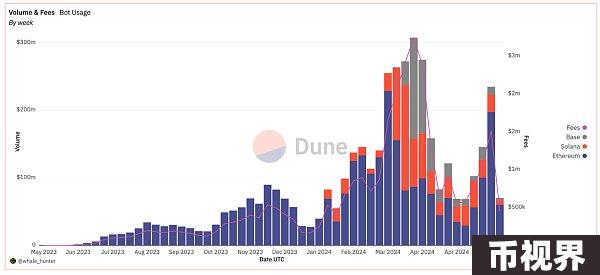 Volume & Fees Bot Usage
By week
$300m
$200m
$100m
0
Volume
$3m
$2m
$2m
$1m
$500k
Fees
Fees
Base
Solana
Ethereum
Dune
May 2023 Jun 2023 Jul 2023 Aug 2023 Sep 2023 Oct 2023 Nov 2023 Dec 2023 Jan 2024 Feb 2024 Mar 2024 Apr 2024 Apr 2024
Date UTC
@whale_hunter
币视界